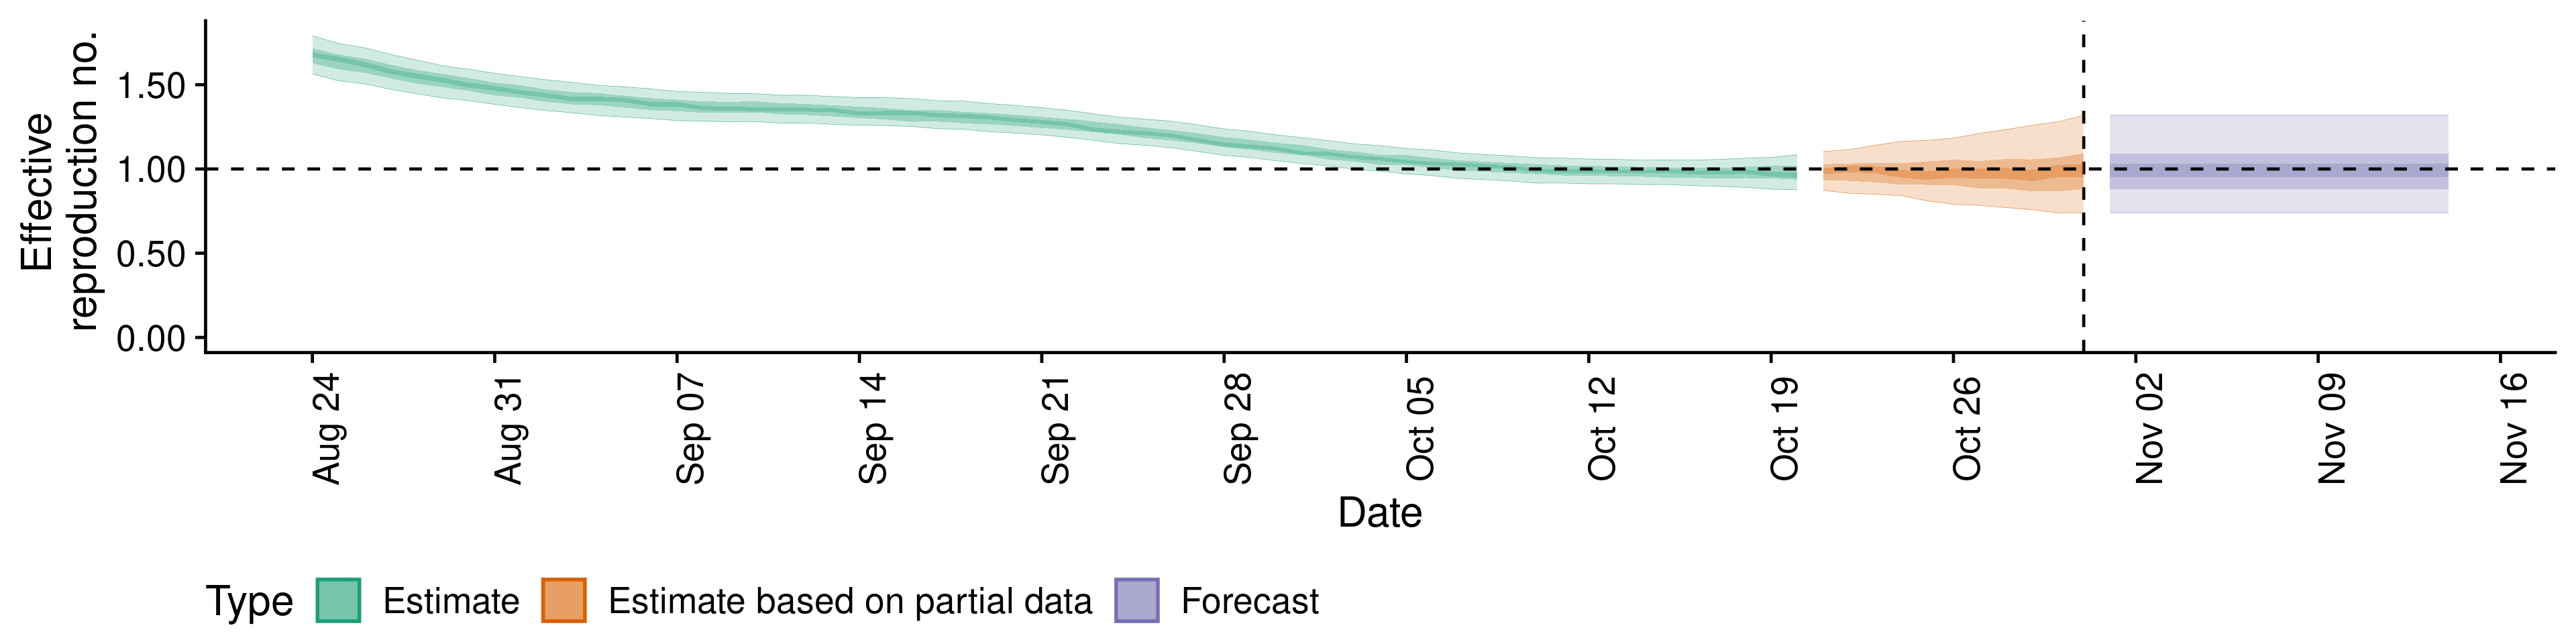 Effective
reproduction no.
1.50
1.00
0.50
0.00
Aug 24
Aug 31
Sep 07
Sep 14
Sep 21
Sep 28
Oct 05
Oct 12
Oct 19
Oct 26
Nov 02
Nov 09
Nov 16
Date
Type Estimate Estimate based on partial data Forecast